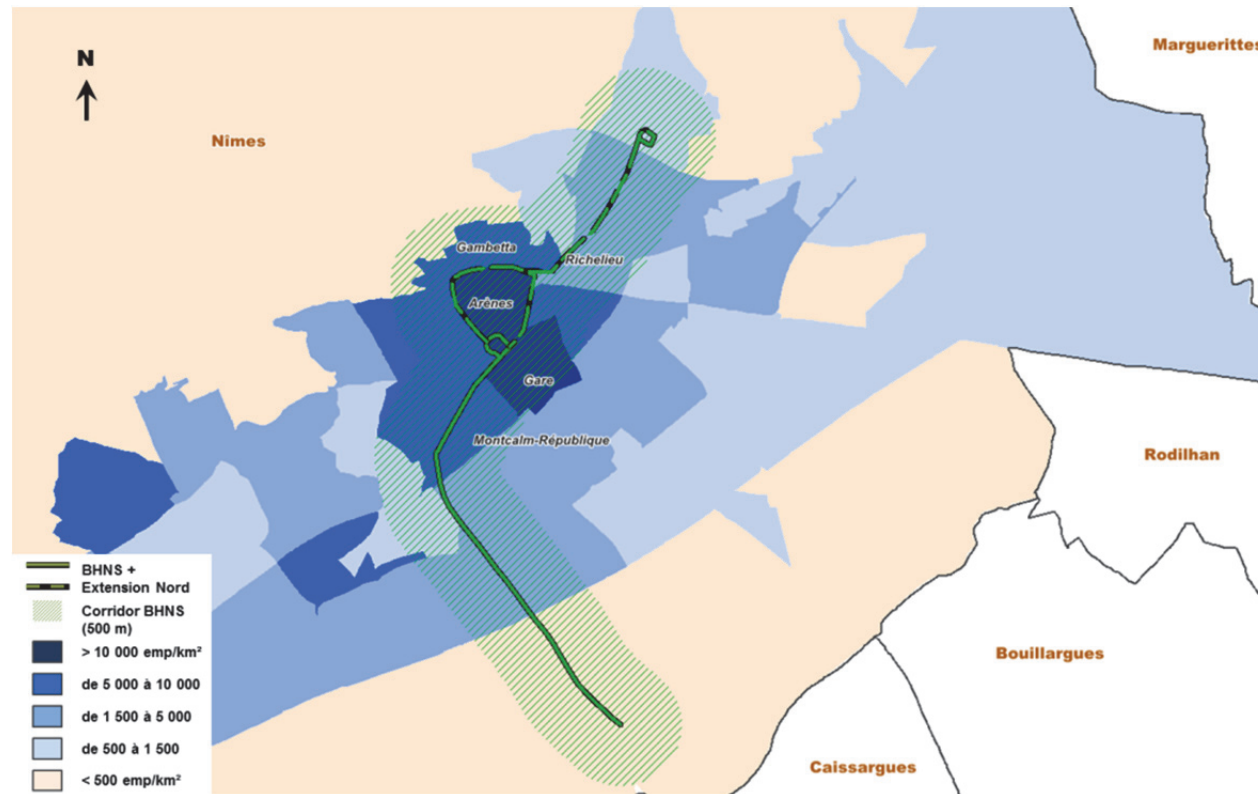 Marguerittes
N
Nîmes
Gambetta
Richelieu
Arènes
Gare
Montcalm-République
Rodilhan
Bouillargues
Caissargues
BHNS +
Extension Nord
Corridor BHNS
(500 m)
> 10 000 emp/km²
de 5 000 à 10 000
de 1 500 à 5 000
de 500 à 1 500
< 500 emp/km²